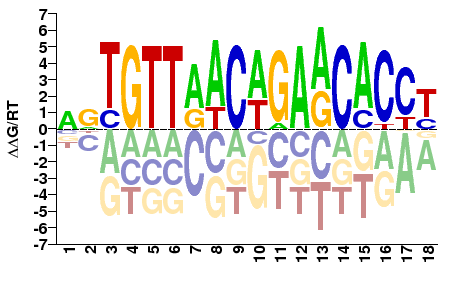 ΔΔG/RT
7
6
5
4
3
2
1
0
-1
-2
-3
-4
-5
-6
-7
A
G C
T C A G
G A C T
T A C G
T A C G
A G C
A T C G
C A G T
A T C G
G A C T
A C G T
A G C T
C A G T
A C G T
C T A G
C T A
T C A
1 2 3 4 5 6 7 8 9 10 11 12 13 14 15 16 17 18